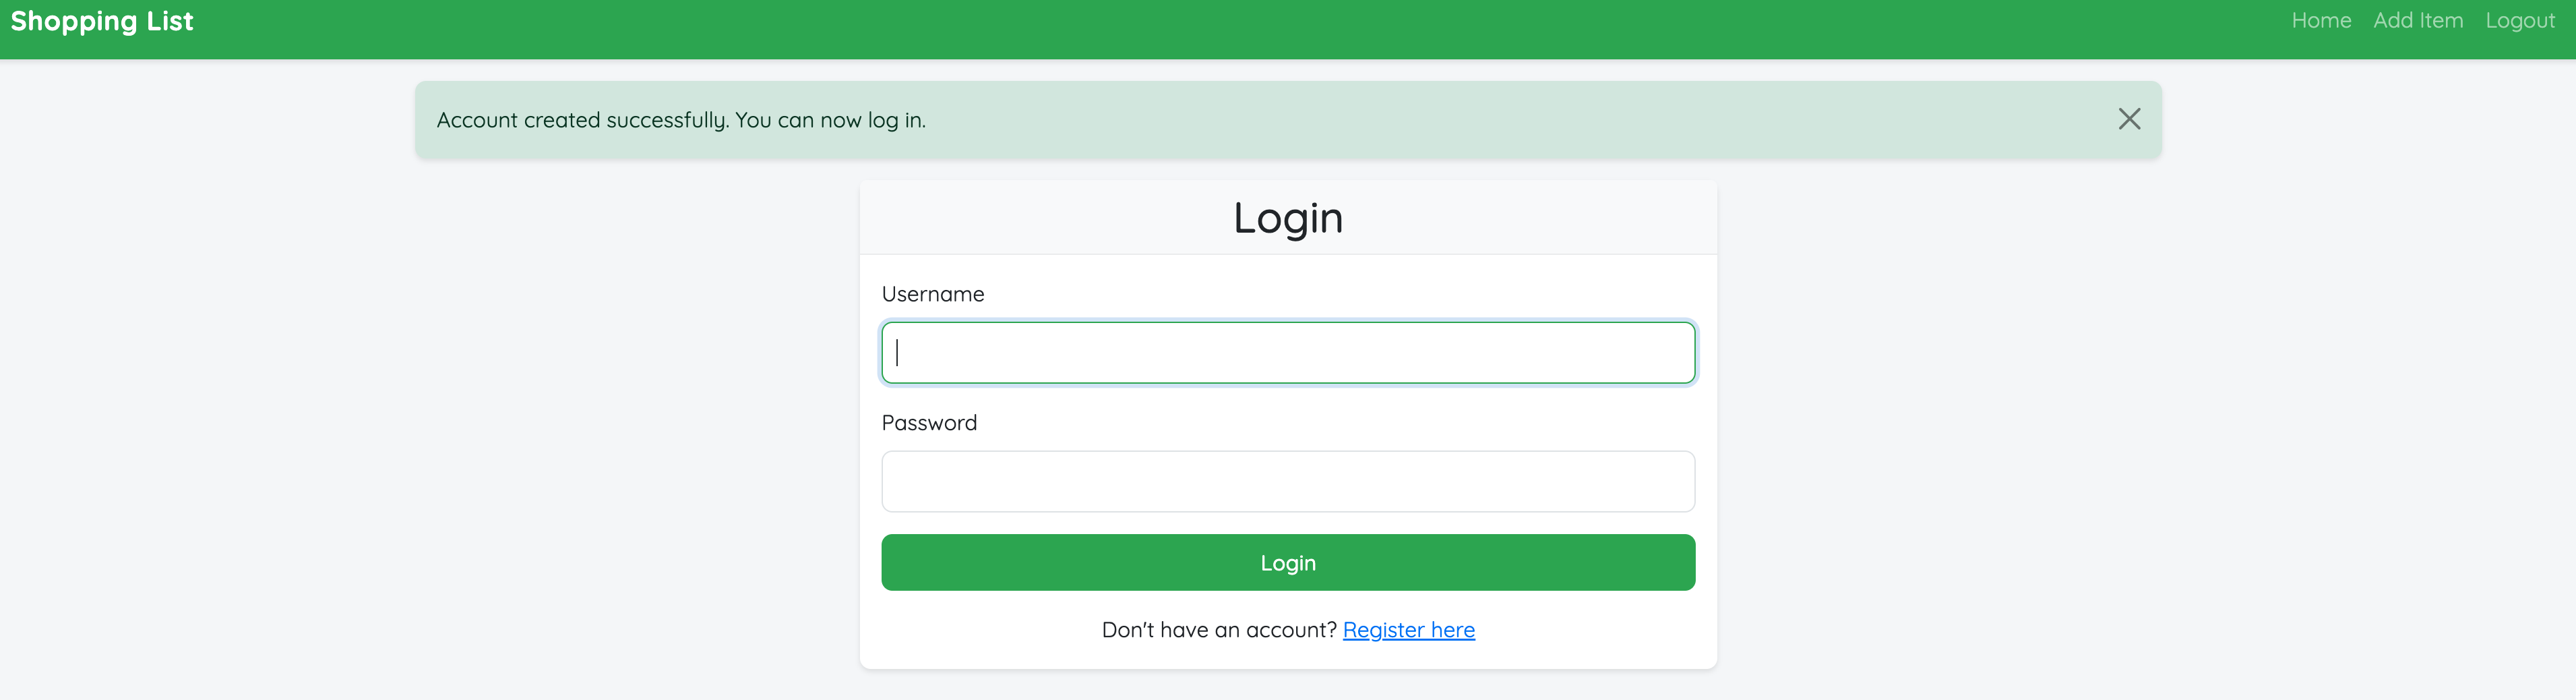 Shopping List Home Add Item Logout
Account created successfully. You can now log in.
Login
Username
Password
Login
Don't have an account? Register here